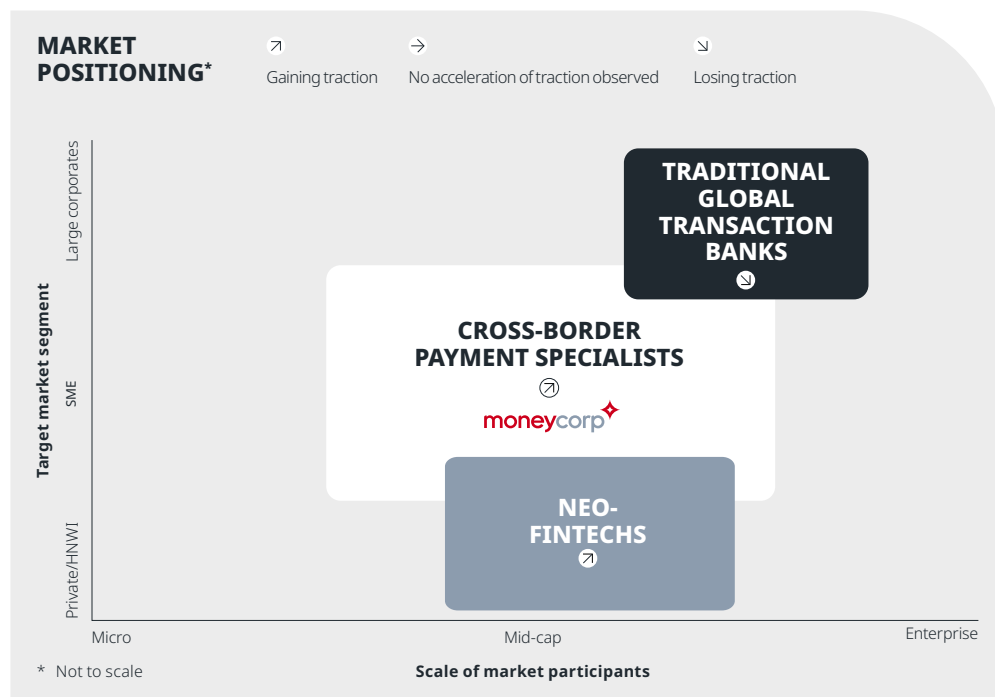 MARKET
POSITIONING*
Gaining traction
No acceleration of traction observed
Losing traction
Large corporates
SME
Private/HNWI
Target market segment
TRADITIONAL
GLOBAL
TRANSACTION
BANKS
CROSS-BORDER
PAYMENT SPECIALISTS
moneycorp
NEO-
FINTECHS
Micro
Mid-cap
Enterprise
* Not to scale
Scale of market participants